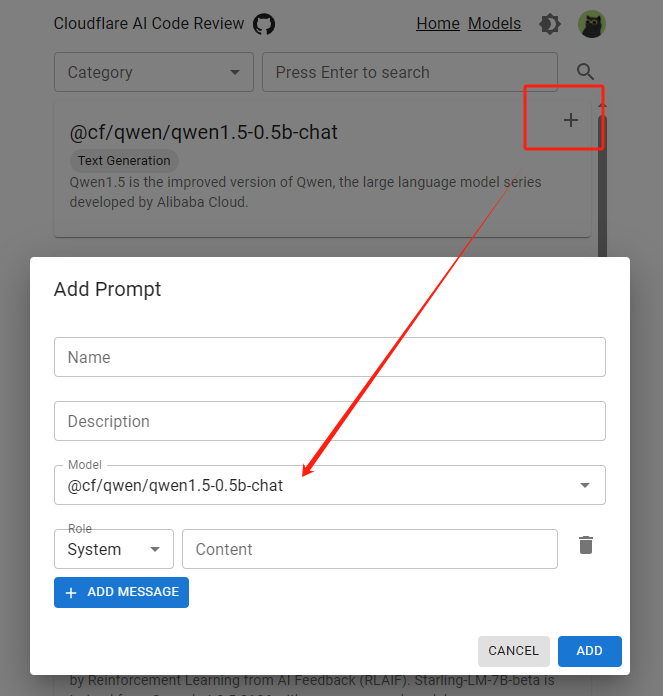 Cloudflare AI Code Review Home Models
Category Press Enter to search
@cf/qwen/qwen1.5-0.5b-chat
Text Generation
Qwen1.5 is the improved version of Qwen, the large language model series
developed by Alibaba Cloud.
Add Prompt
Name
Description
Model
@cf/qwen/qwen1.5-0.5b-chat
Role
System Content
+ ADD MESSAGE
CANCEL ADD
by Reinforcement Learning from AI Feedback (RLAIF). Starling-LM-7B-beta is